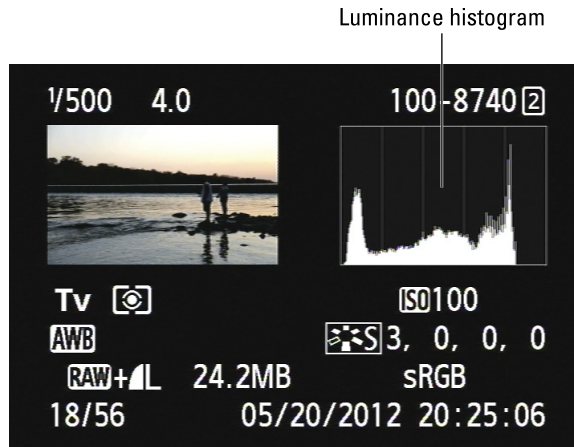 Luminance histogram
1/500 4.0 100-8740 2
Tv ISO100
AWB S 3, 0, 0, 0
RAW+L 24.2MB sRGB
18/56 05/20/2012 20:25:06